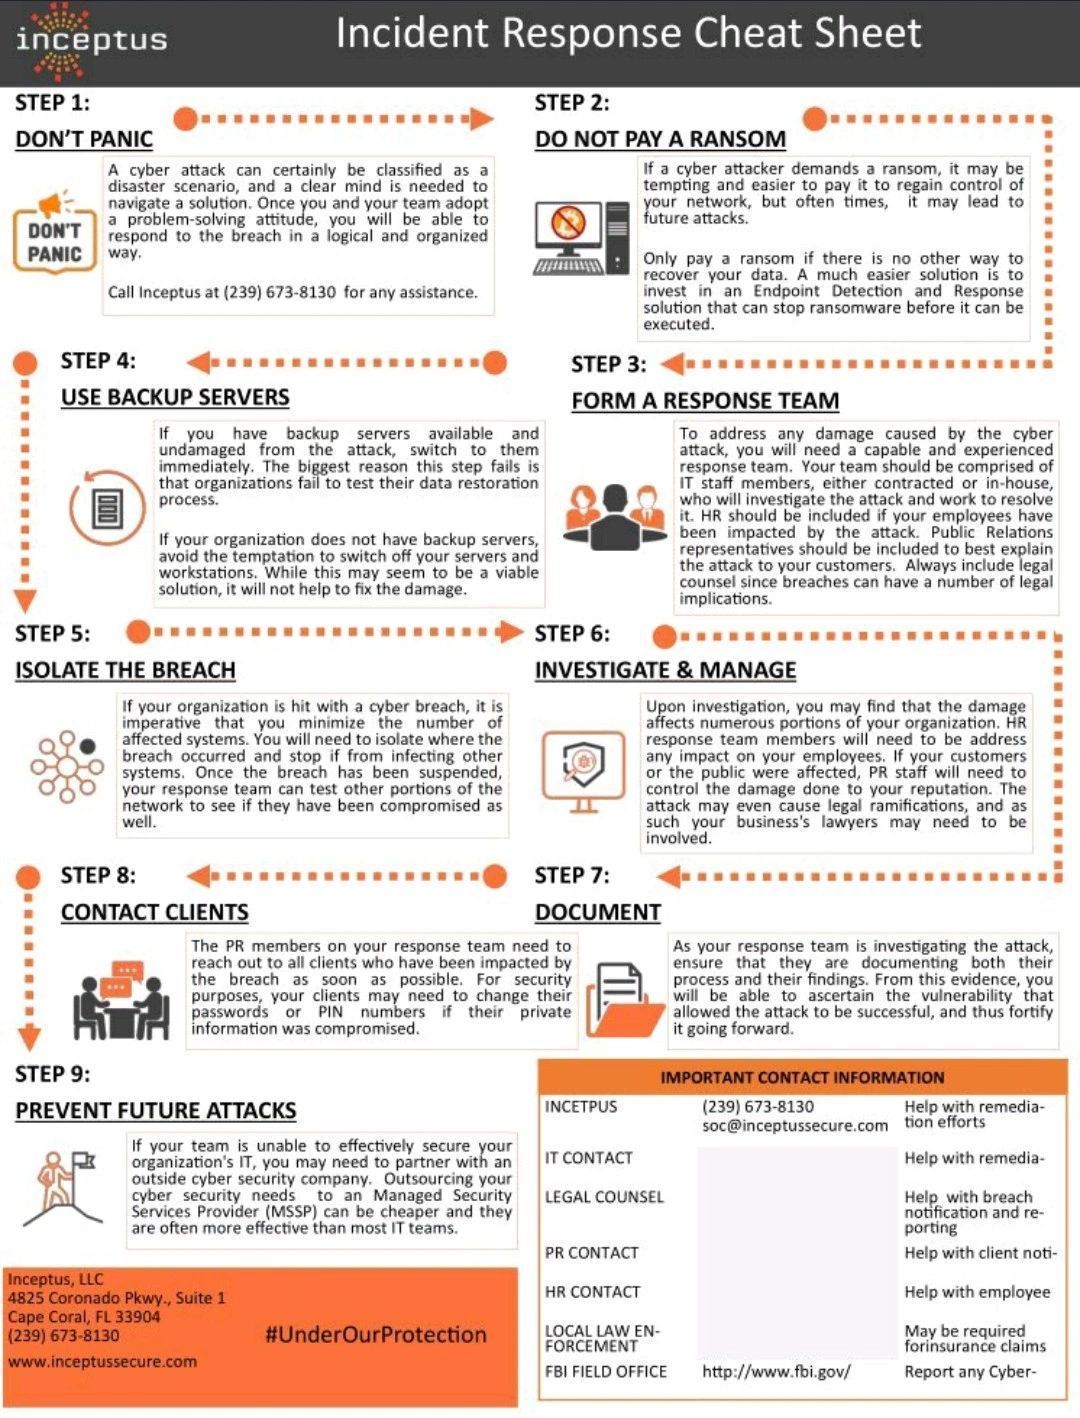 inceptus
Incident Response Cheat Sheet
STEP 1:
DON'T PANIC
DON'T
PANIC
A cyber attack can certainly be classified as a
disaster scenario, and a clear mind is needed to
navigate a solution. Once you and your team adopt
a problem-solving attitude, you will be able to
respond to the breach in a logical and organized
way.
Call Inceptus at (239) 673-8130 for any assistance.
STEP 2:
DO NOT PAY A RANSOM
If a cyber attacker demands a ransom, it may be
tempting and easier to pay it to regain control of
your network, but often times, it may lead to
future attacks.
Only pay a ransom if there is no other way to
recover your data. A much easier solution is to
invest in an Endpoint Detection and Response
solution that can stop ransomware before it can be
executed.
STEP 3:
FORM A RESPONSE TEAM
To address any damage caused by the cyber
attack, you will need a capable and experienced
response team. Your team should be comprised of
IT staff members, either contracted or in-house,
who will investigate the attack and work to resolve
it. HR should be included if your employees have
been impacted by the attack. Public Relations
representatives should be included to best explain
the attack to your customers. Always include legal
counsel since breaches can have a number of legal
implications.
STEP 4:
USE BACKUP SERVERS
If you have backup servers available and
undamaged from the attack, switch to them
immediately. The biggest reason this step fails is
that organizations fail to test their data restoration
process.
If your organization does not have backup servers,
avoid the temptation to switch off your servers and
workstations. While this may seem to be a viable
solution, it will not help to fix the damage.
STEP 5:
ISOLATE THE BREACH
If your organization is hit with a cyber breach, it is
imperative that you minimize the number of
affected systems. You will need to isolate where the
breach occurred and stop if from infecting other
systems. Once the breach has been suspended,
your response team can test other portions of the
network to see if they have been compromised as
well.
STEP 6:
INVESTIGATE & MANAGE
Upon investigation, you may find that the damage
affects numerous portions of your organization. HR
response team members will need to be address
any impact on your employees. If your customers
or the public were affected, PR staff will need to
control the damage done to your reputation. The
attack may even cause legal ramifications, and as
such your business's lawyers may need to be
involved.
STEP 7:
DOCUMENT
As your response team is investigating the attack,
ensure that they are documenting both their
process and their findings. From this evidence, you
will be able to ascertain the vulnerability that
allowed the attack to be successful, and thus fortify
it going forward.
STEP 8:
CONTACT CLIENTS
The PR members on your response team need to
reach out to all clients who have been impacted by
the breach as soon as possible. For security
purposes, your clients may need to change their
passwords or PIN numbers if their private
information was compromised.
STEP 9:
PREVENT FUTURE ATTACKS
If your team is unable to effectively secure your
organization's IT, you may need to partner with an
outside cyber security company. Outsourcing your
cyber security needs to an Managed Security
Services Provider (MSSP) can be cheaper and they
are often more effective than most IT teams.
IMPORTANT CONTACT INFORMATION
INCETPUS (239) 673-8130 Help with remedia-
soc@inceptussecure.com tion efforts
IT CONTACT Help with remedia-
LEGAL COUNSEL Help with breach
notification and re-
porting
PR CONTACT Help with client noti-
HR CONTACT Help with employee
LOCAL LAW EN- May be required
FORCEMENT forinsurance claims
FBI FIELD OFFICE http://www.fbi.gov/ Report any Cyber-
Inceptus, LLC
4825 Coronado Pkwy., Suite 1
Cape Coral, FL 33904
(239) 673-8130
www.inceptussecure.com
#UnderOurProtection